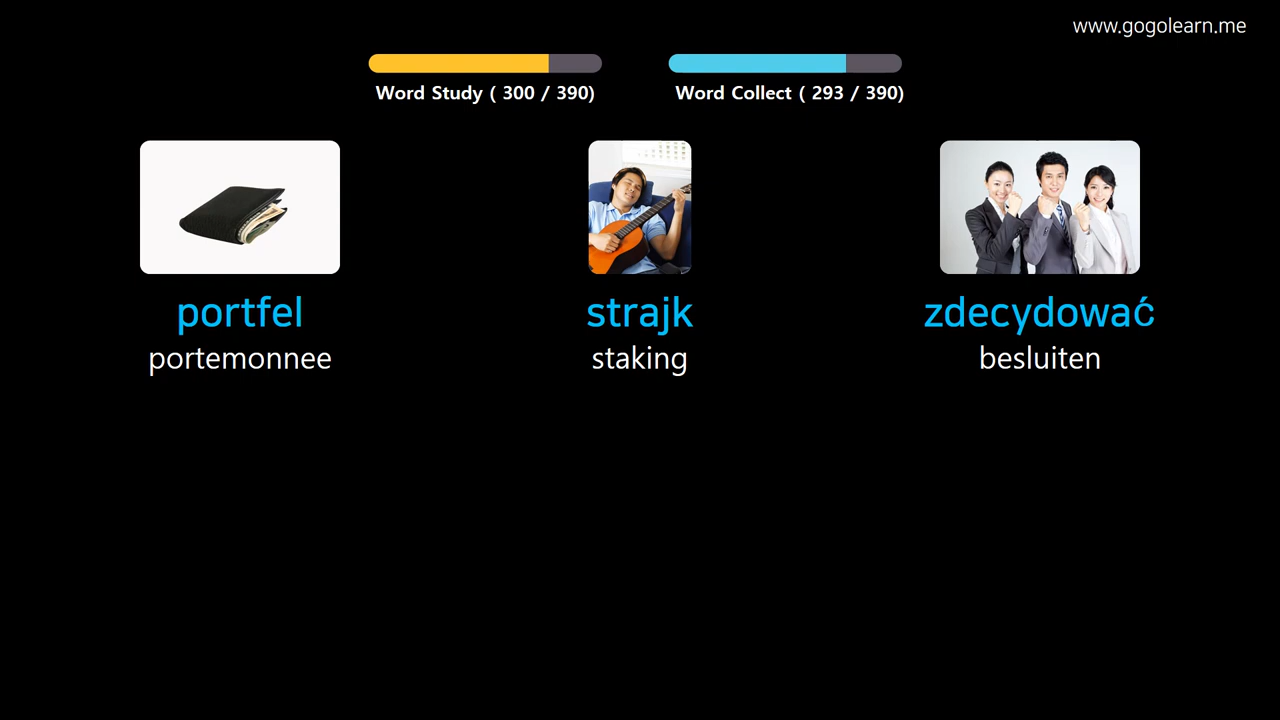 www.gogolearn.me
Word Study ( 300 / 390)
Word Collect ( 293 / 390)
portfel
strajk
zdecydować
portemonnee
staking
besluiten